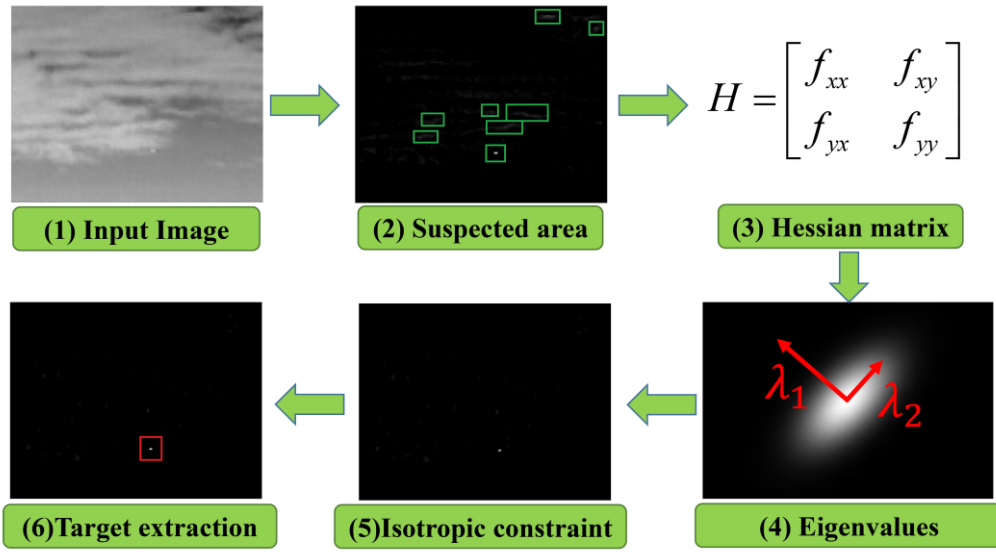 H = [ f_xx f_xy
f_yx f_yy ]
(1) Input Image
(2) Suspected area
(3) Hessian matrix
λ1
λ2
(6)Target extraction
(5)Isotropic constraint
(4) Eigenvalues